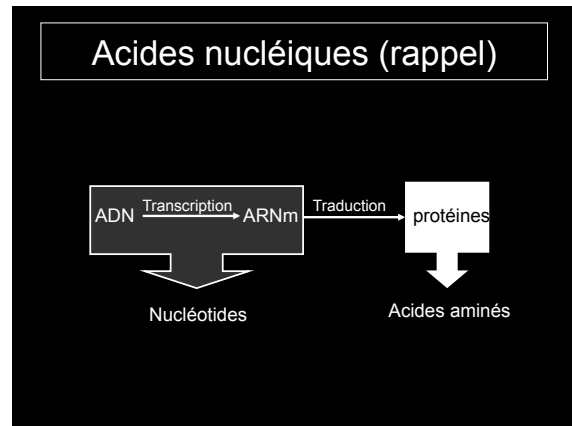 Acides nucléiques (rappel)
ADN Transcription ARNm Traduction protéines
Nucléotides Acides aminés